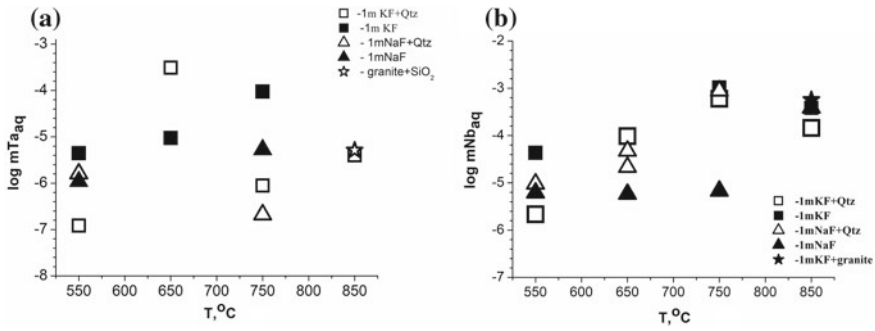 (a)
-1m KF+Qtz
-1m KF
- 1mNaF+Qtz
- 1mNaF
- granite+SiO2
log mTaaq
-3
-4
-5
-6
-7
-8
550 600 650 700 750 800 850
T,oC
(b)
log mNbaq
-2
-3
-4
-5
-6
-7
-1mKF+Qtz
-1mKF
-1mNaF+Qtz
-1mNaF
-1mKF+granite
550 600 650 700 750 800 850
T,oC